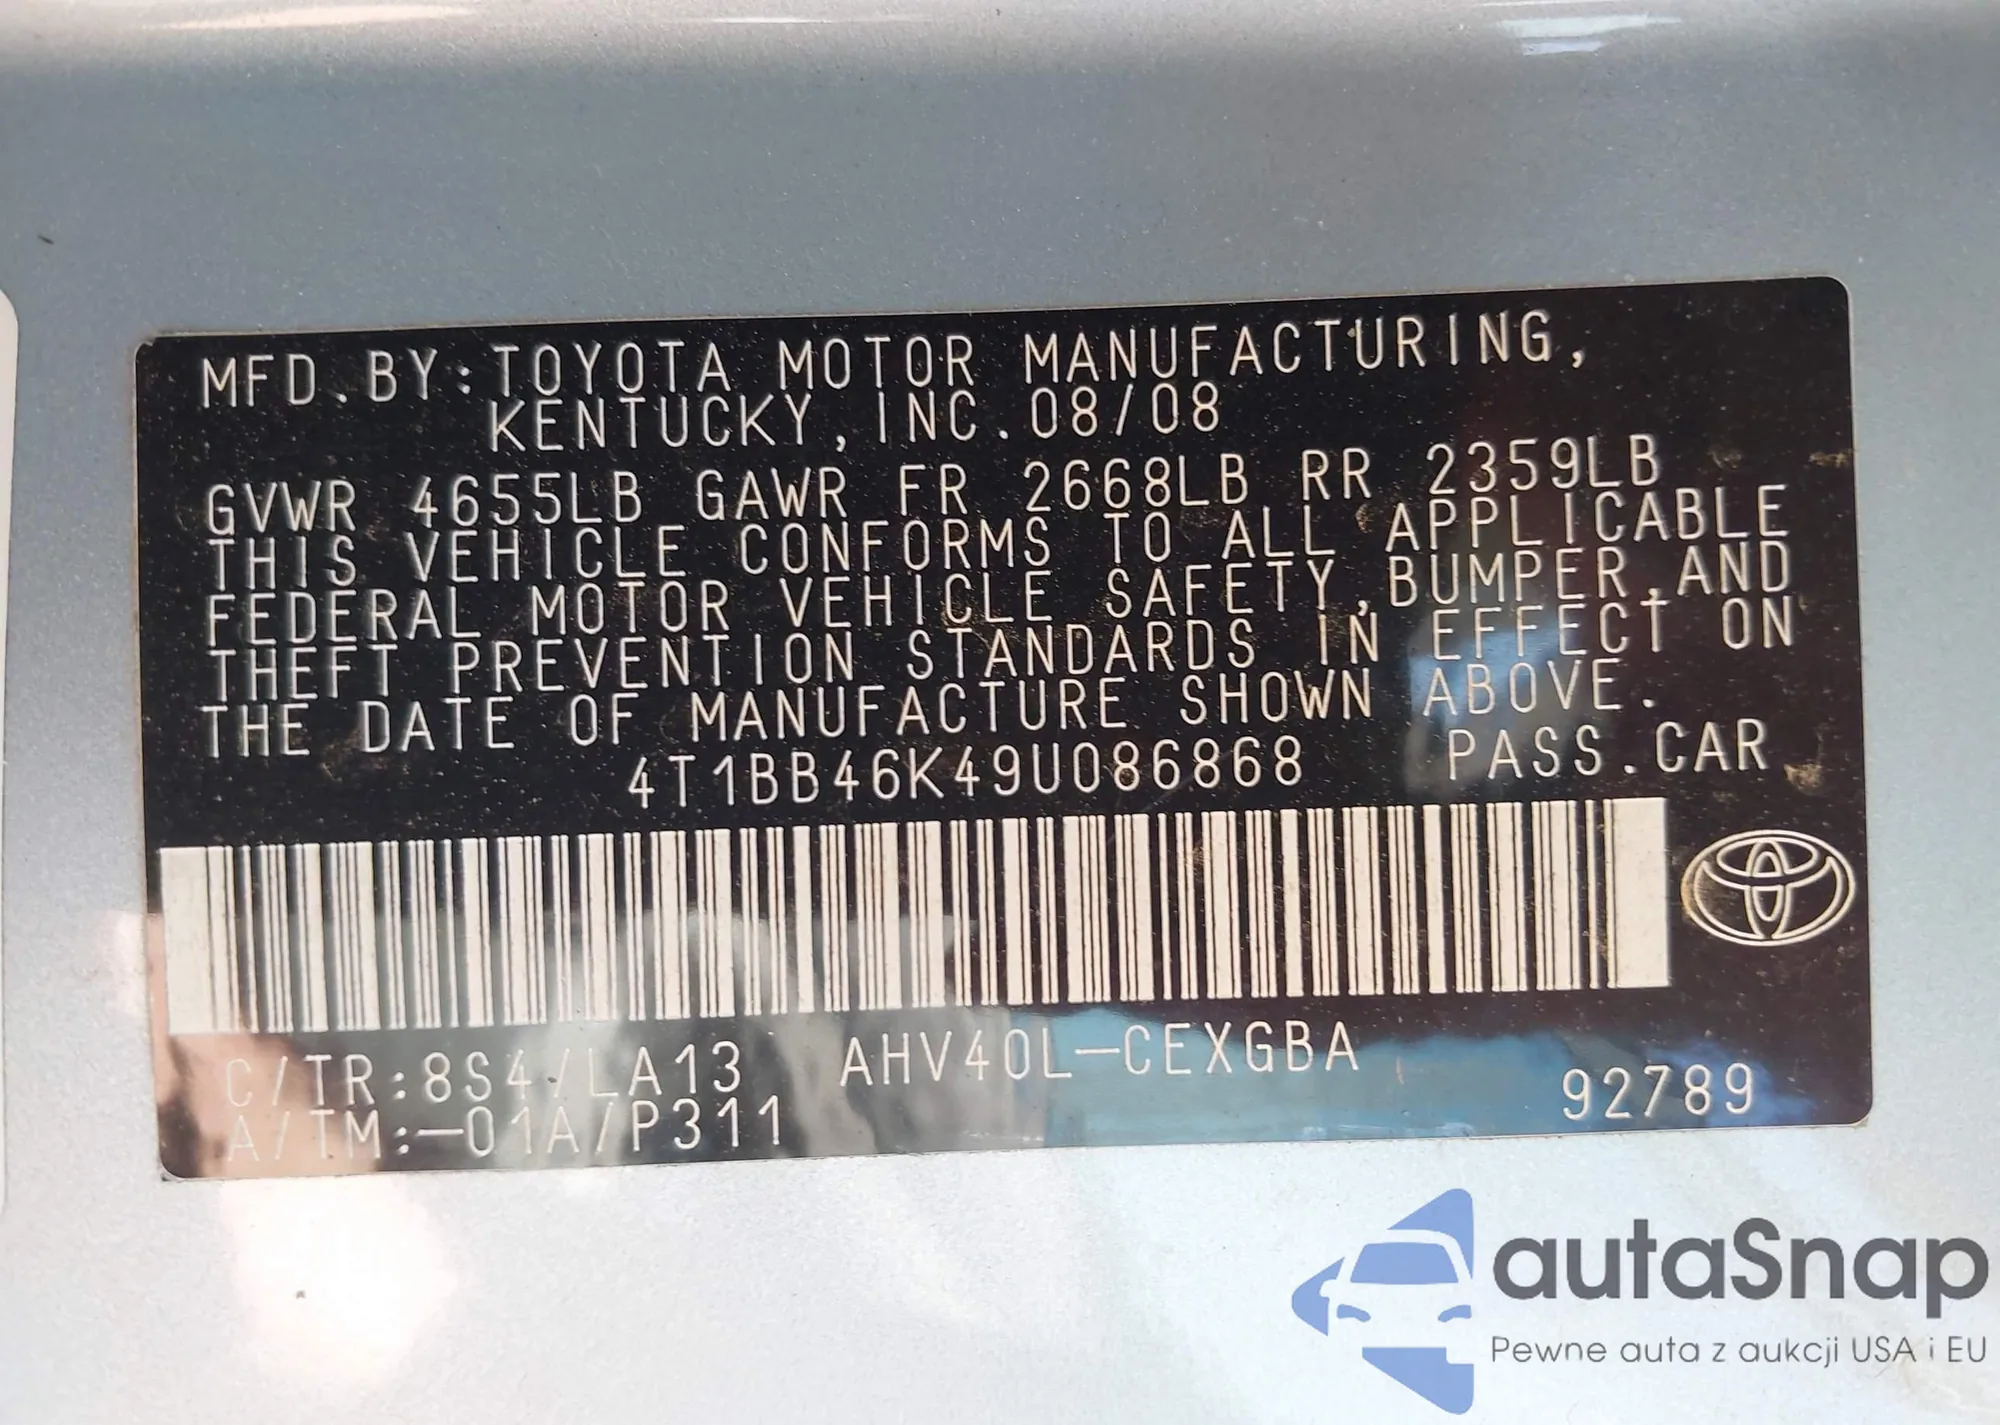 MFD.BY:TOYOTA MOTOR MANUFACTURING,
KENTUCKY,INC.08/08
GVWR 4655LB GAWR FR 2668LB RR 2359LB
THIS VEHICLE CONFORMS TO ALL APPLICABLE
FEDERAL MOTOR VEHICLE SAFETY,BUMPER,AND
THEFT PREVENTION STANDARDS IN EFFECT ON
THE DATE OF MANUFACTURE SHOWN ABOVE.
4T1BB46K49U086868 PASS.CAR
C/TR:8S4/LA13 AHV40L-CEXGBA
A/TM:-01A/P311 92789
autaSnap
Pewne auta z aukcji USA i EU